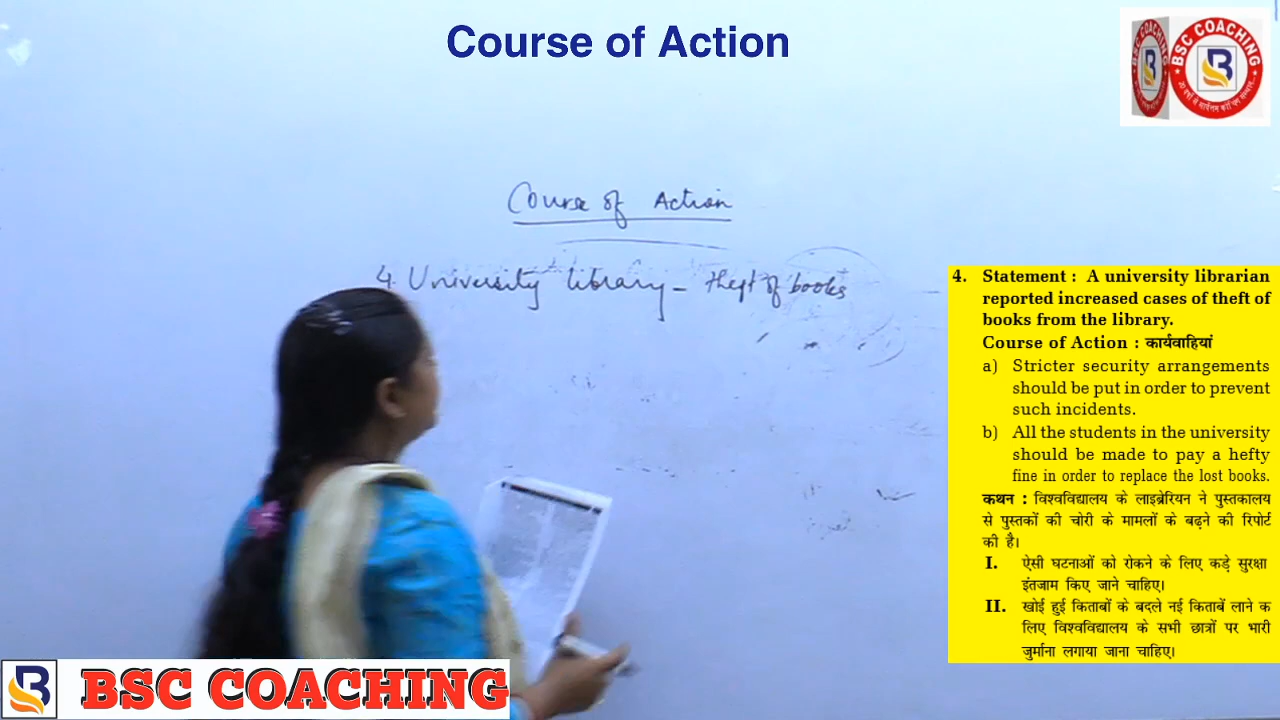 Course of Action
BSC COACHING
BSC COACHING
Course of Action
4. University library - theft of books
4. Statement : A university librarian
reported increased cases of theft of
books from the library.
Course of Action : कार्यवाहियां
a) Stricter security arrangements
should be put in order to prevent
such incidents.
b) All the students in the university
should be made to pay a hefty
fine in order to replace the lost books.
कथन : विश्वविद्यालय के लाइब्रेरियन ने पुस्तकालय
से पुस्तकों की चोरी के मामलों के बढ़ने की रिपोर्ट
की है।
I. ऐसी घटनाओं को रोकने के लिए कड़े सुरक्षा
इंतजाम किए जाने चाहिए।
II. खोई हुई किताबों के बदले नई किताबें लाने क
लिए विश्वविद्यालय के सभी छात्रों पर भारी
जुर्माना लगाया जाना चाहिए।
BSC COACHING